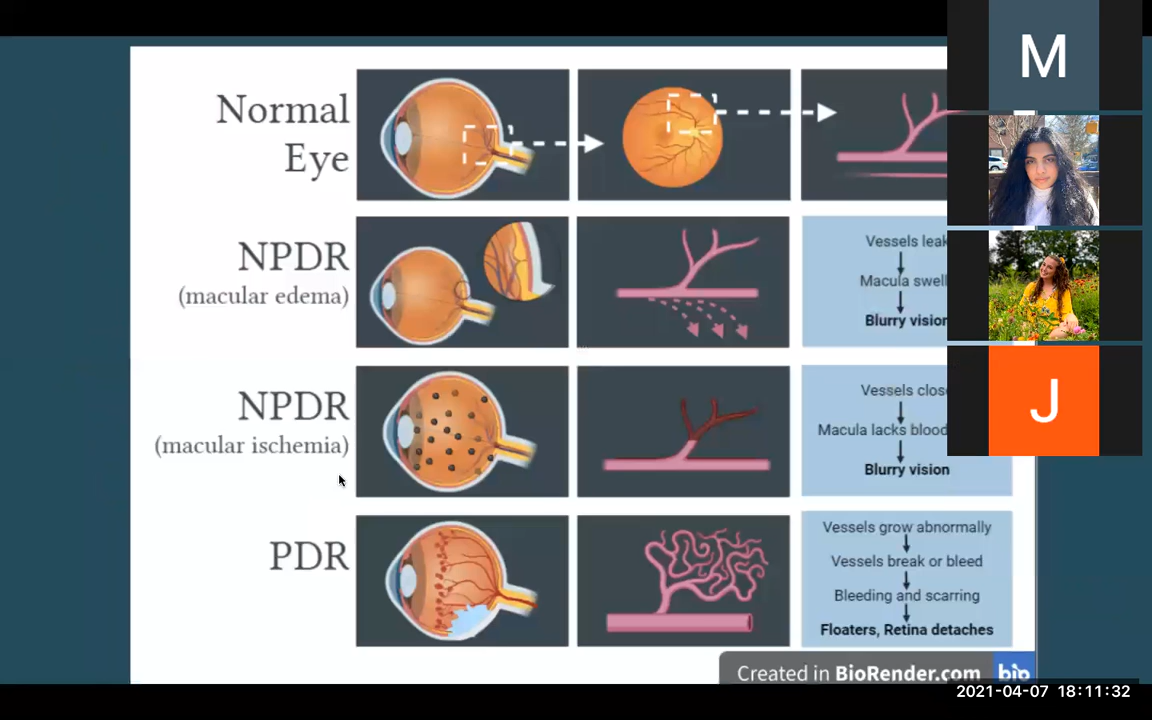 Normal
Eye
NPDR
(macular edema)
Vessels leak
Macula swell
Blurry vision
NPDR
(macular ischemia)
Vessels close
Macula lacks blood
Blurry vision
PDR
Vessels grow abnormally
Vessels break or bleed
Bleeding and scarring
Floaters, Retina detaches
Created in BioRender.com
bio
M
J
2021-04-07 18:11:32